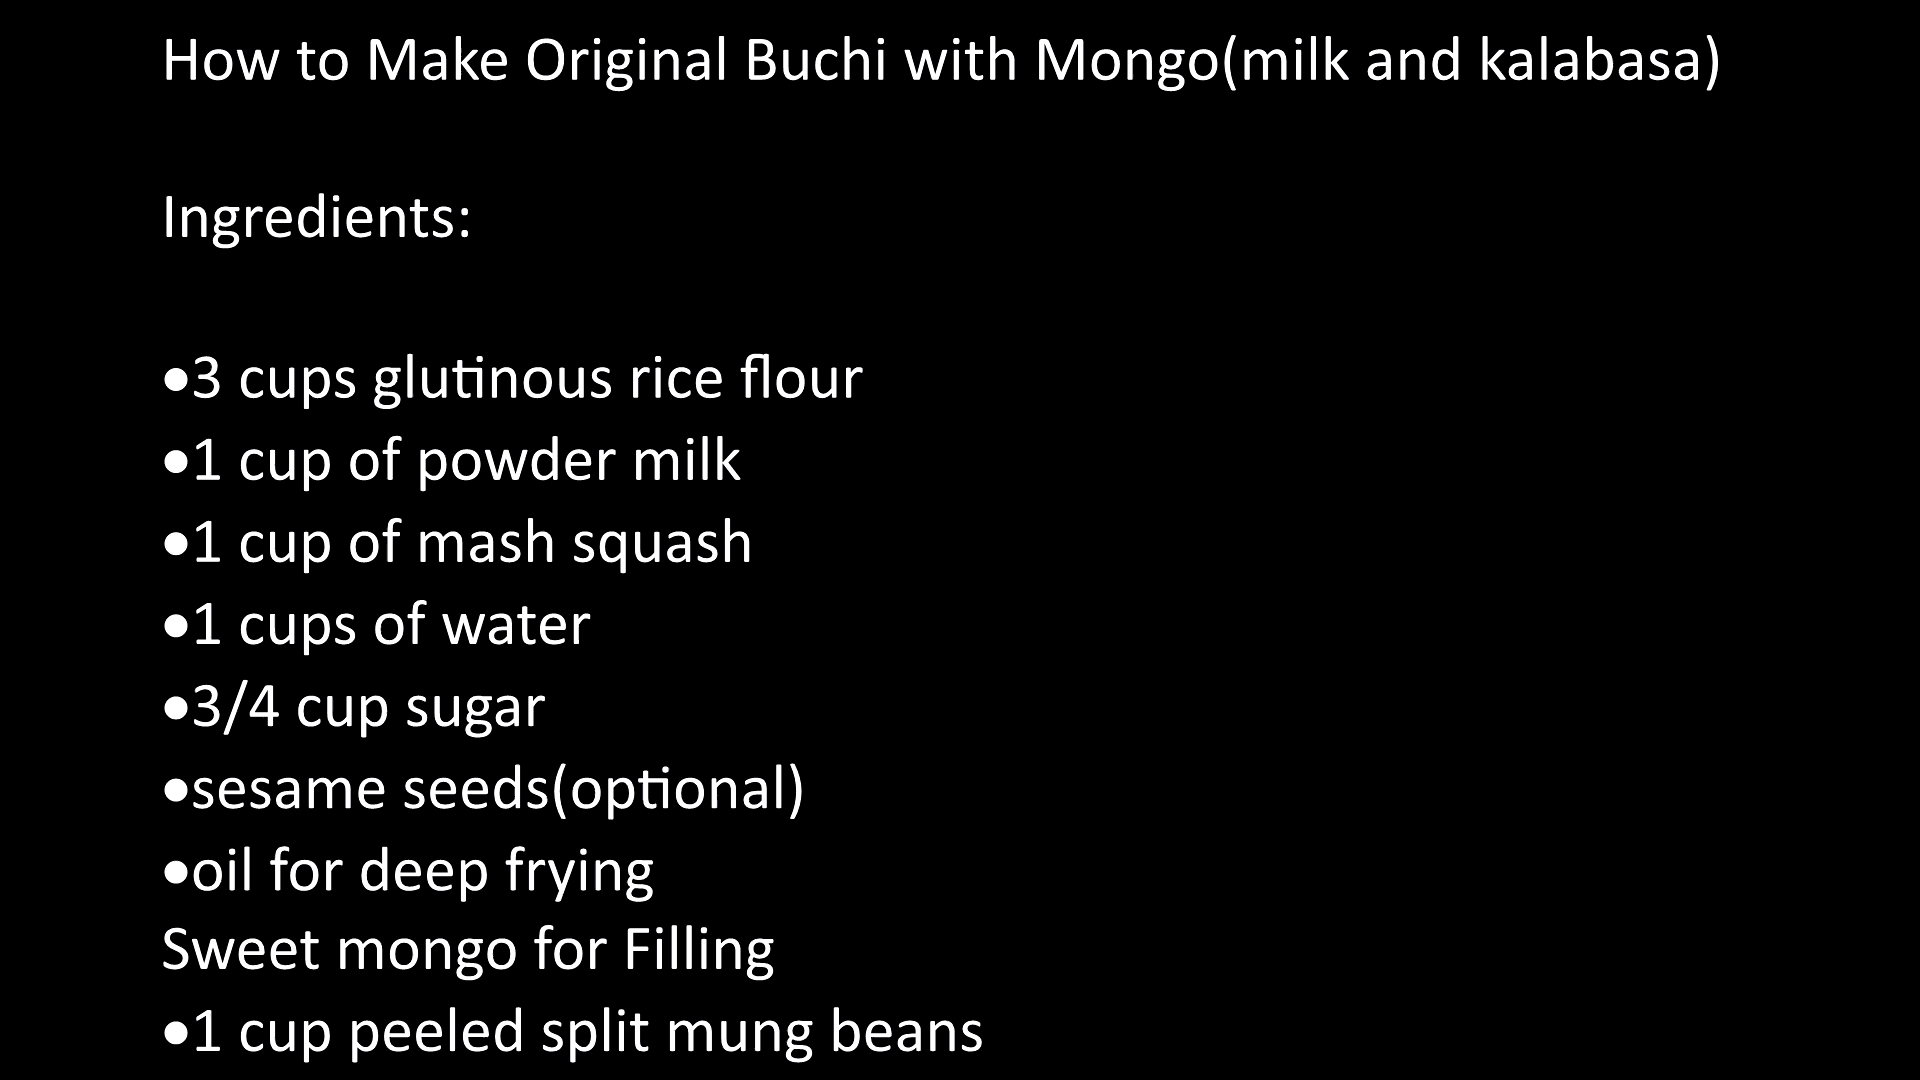 How to Make Original Buchi with Mongo(milk and kalabasa)
Ingredients:
•3 cups glutinous rice flour
•1 cup of powder milk
•1 cup of mash squash
•1 cups of water
•3/4 cup sugar
•sesame seeds(optional)
•oil for deep frying
Sweet mongo for Filling
•1 cup peeled split mung beans